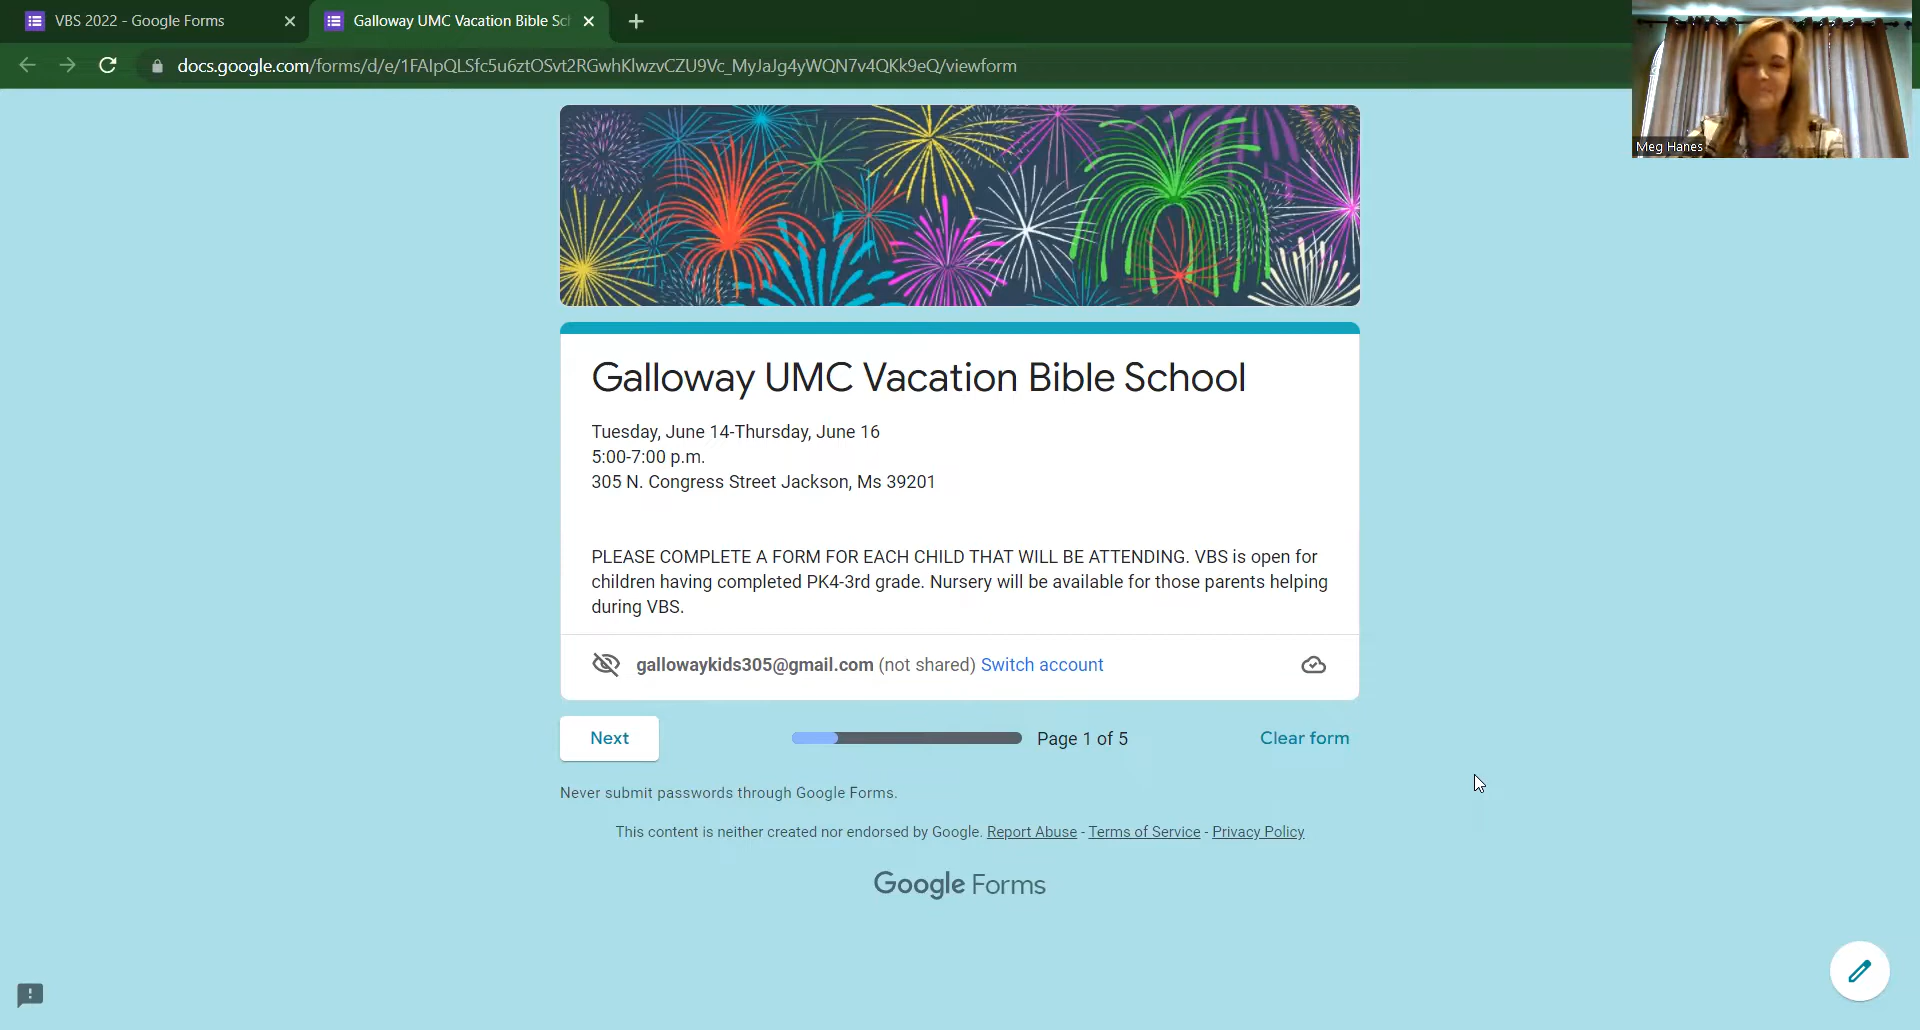 VBS 2022 - Google Forms
Galloway UMC Vacation Bible Sc
docs.google.com/forms/d/e/1FAIpQLSfc5u6ztOSvt2RGwhKlwzvCZU9Vc_MyJaJg4yWQN7v4QKk9eQ/viewform
Meg Hanes
Galloway UMC Vacation Bible School
Tuesday, June 14-Thursday, June 16
5:00-7:00 p.m.
305 N. Congress Street Jackson, Ms 39201
PLEASE COMPLETE A FORM FOR EACH CHILD THAT WILL BE ATTENDING. VBS is open for
children having completed PK4-3rd grade. Nursery will be available for those parents helping
during VBS.
gallowaykids305@gmail.com (not shared) Switch account
Next
Page 1 of 5
Clear form
Never submit passwords through Google Forms.
This content is neither created nor endorsed by Google. Report Abuse - Terms of Service - Privacy Policy
Google Forms